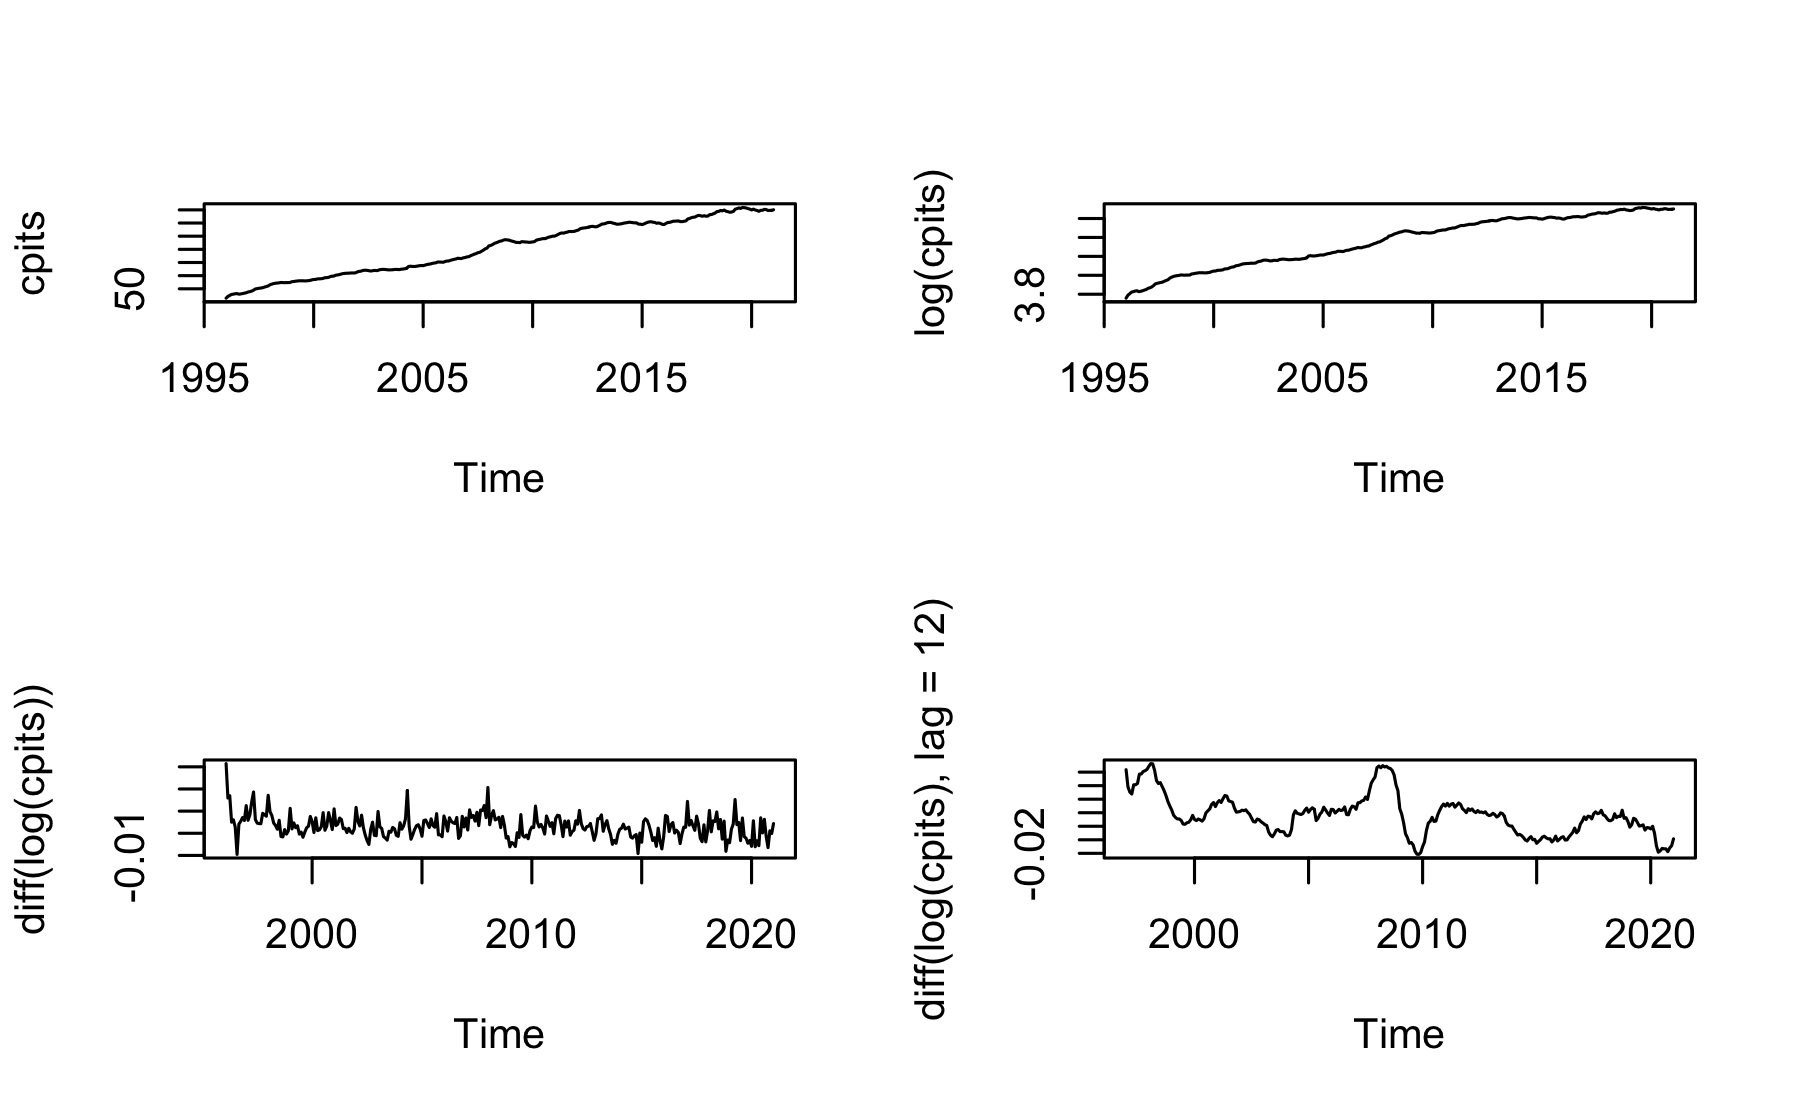 cpits
50
1995 2005 2015
Time
log(cpits)
3.8
1995 2005 2015
Time
diff(log(cpits))
-0.01
2000 2010 2020
Time
diff(log(cpits), lag = 12)
-0.02
2000 2010 2020
Time